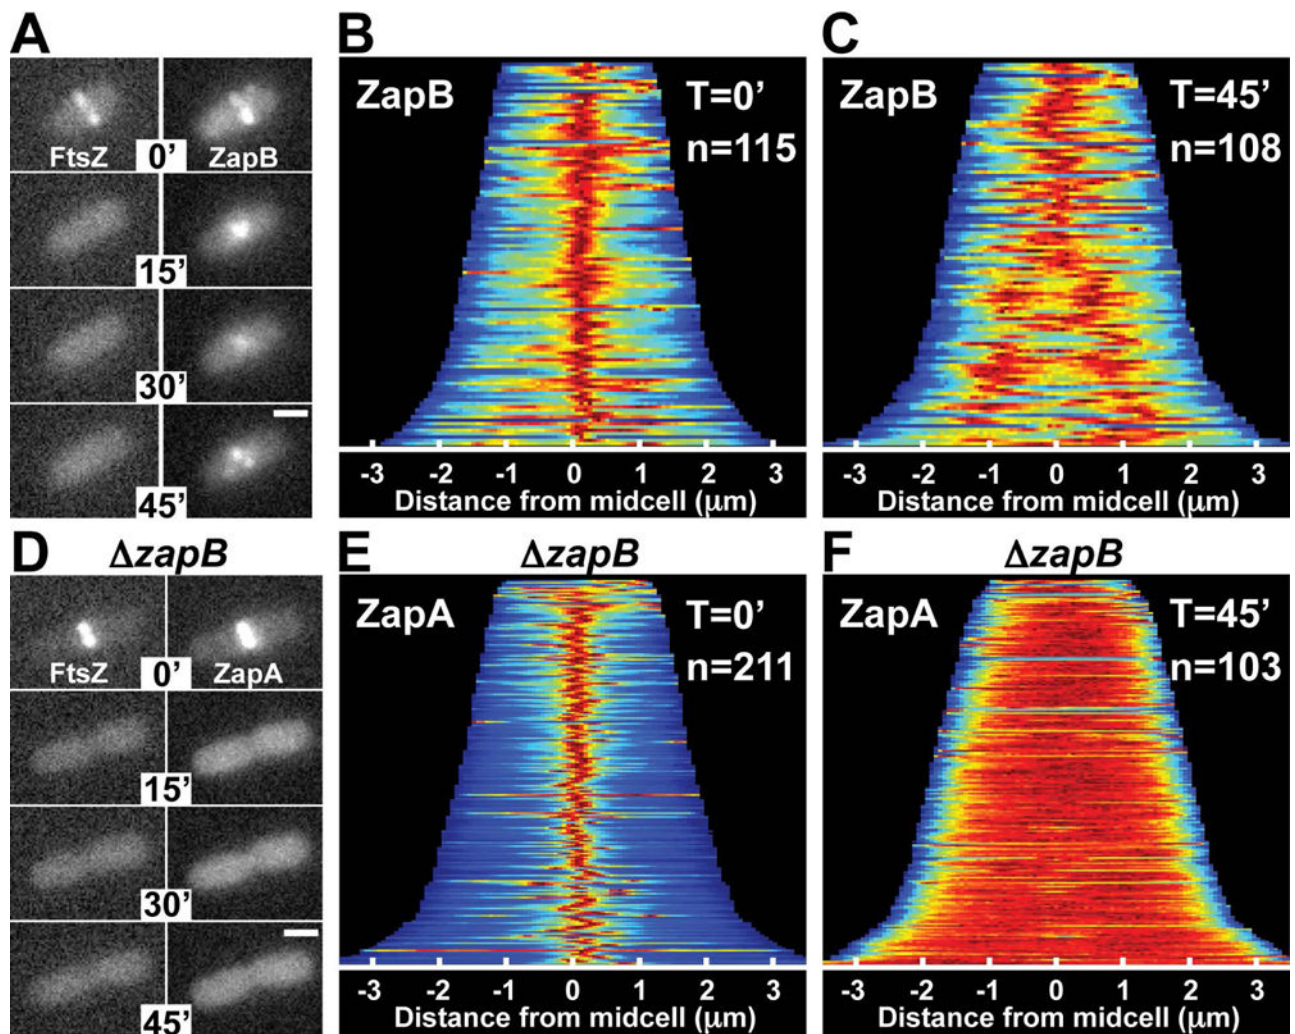 A
FtsZ
0'
ZapB
15'
30'
45'
B
ZapB
T=0'
n=115
-3 -2 -1 0 1 2 3
Distance from midcell (μm)
C
ZapB
T=45'
n=108
-3 -2 -1 0 1 2 3
Distance from midcell (μm)
D
ΔzapB
FtsZ
0'
ZapA
15'
30'
45'
E
ΔzapB
ZapA
T=0'
n=211
-3 -2 -1 0 1 2 3
Distance from midcell (μm)
F
ΔzapB
ZapA
T=45'
n=103
-3 -2 -1 0 1 2 3
Distance from midcell (μm)